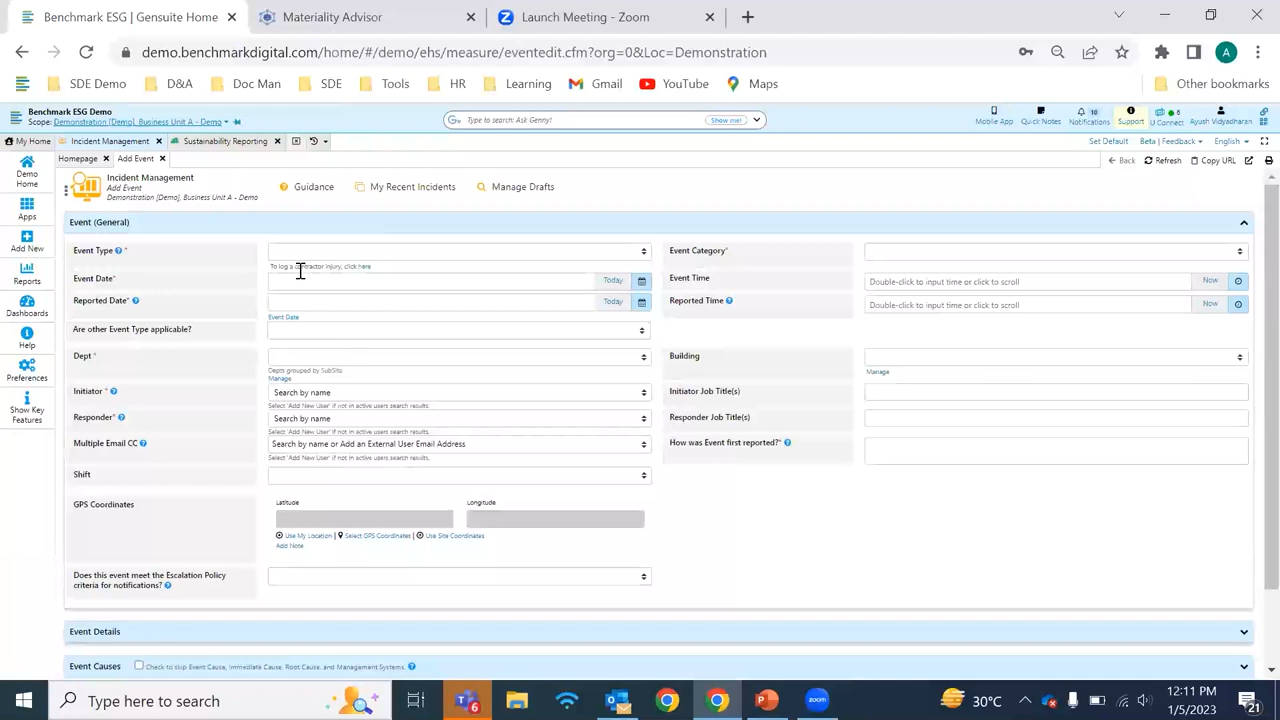 Benchmark ESG | Gensuite Home
Materiality Advisor
Launch Meeting - Zoom
demo.benchmarkdigital.com/home/#/demo/ehs/measure/eventedit.cfm?org=0&Loc=Demonstration
A
SDE Demo
D&A
Doc Man
SDE
Tools
HR
Learning
Gmail
YouTube
Maps
Other bookmarks
Benchmark ESG Demo
Scope: Demonstration [Demo], Business Unit A - Demo
Type to search: Ask Genny!
Show me!
Mobile App
Quick Notes
10
Notifications
Support
6
U Connect
Ayush Vidyadharan
My Home
Incident Management
Sustainability Reporting
Set Default
Beta | Feedback
English
Homepage
Add Event
Back
Refresh
Copy URL
Demo Home
Apps
Add New
Reports
Dashboards
Help
Preferences
Show Key Features
Incident Management
Add Event
Demonstration [Demo], Business Unit A - Demo
Guidance
My Recent Incidents
Manage Drafts
Event (General)
Event Type *
To log a contractor injury, click here
Event Category*
Event Date*
Today
Event Time
Double-click to input time or click to scroll
Now
Reported Date*
Today
Event Date
Reported Time
Double-click to input time or click to scroll
Now
Are other Event Type applicable?
Dept *
Depts grouped by SubSite
Manage
Building
Manage
Initiator *
Search by name
Select 'Add New User' if not in active users search results.
Initiator Job Title(s)
Responder*
Search by name
Select 'Add New User' if not in active users search results.
Responder Job Title(s)
Multiple Email CC
Search by name or Add an External User Email Address
Select 'Add New User' if not in active users search results.
How was Event first reported?*
Shift
GPS Coordinates
Latitude
Longitude
Use My Location | Select GPS Coordinates | Use Site Coordinates
Add Note
Does this event meet the Escalation Policy criteria for notifications?
Event Details
Event Causes
Check to skip Event Cause, Immediate Cause, Root Cause, and Management Systems.
Type here to search
6
zoom
30°C
12:11 PM
1/5/2023
21